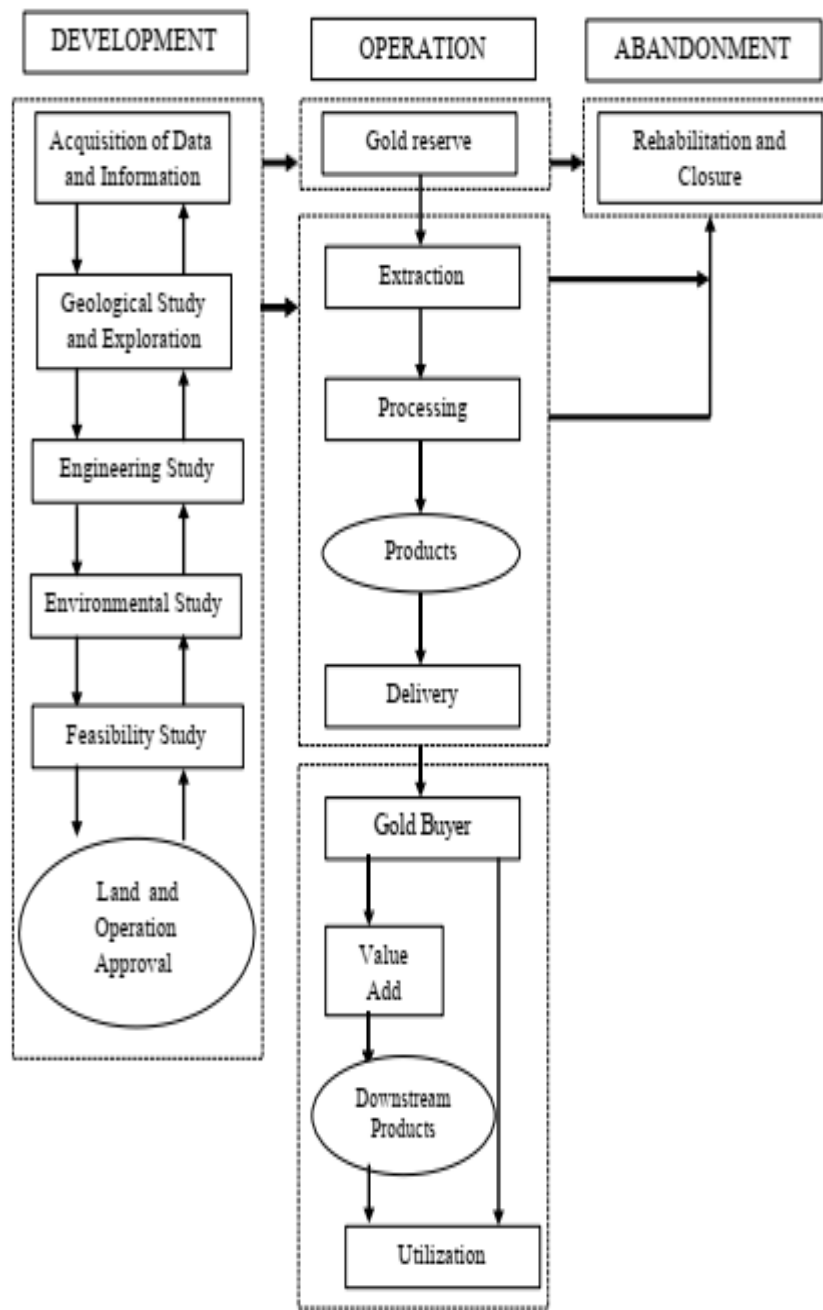 DEVELOPMENT
OPERATION
ABANDONMENT
Acquisition of Data
and Information
Geological Study
and Exploration
Engineering Study
Environmental Study
Feasibility Study
Land and
Operation
Approval
Gold reserve
Extraction
Processing
Products
Delivery
Gold Buyer
Value
Add
Downstream
Products
Utilization
Rehabilitation and
Closure